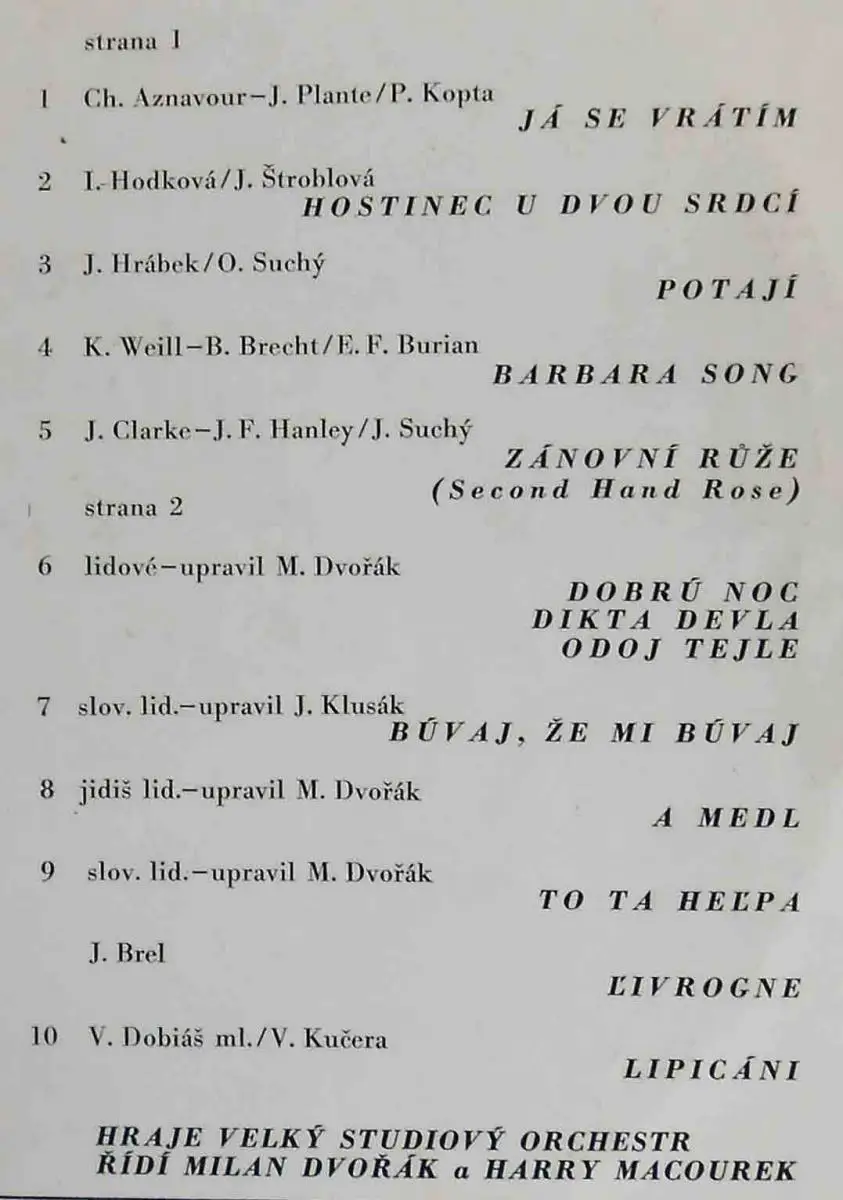 strana 1
1 Ch. Aznavour–J. Plante/P. Kopta
JÁ SE VRÁTÍM
2 I. Hodková/J. Štroblová
HOSTINEC U DVOU SRDCÍ
3 J. Hrábek/O. Suchý
POTAJÍ
4 K. Weill–B. Brecht/E. F. Burian
BARBARA SONG
5 J. Clarke–J. F. Hanley/J. Suchý
ZÁNOVNÍ RŮŽE
(Second Hand Rose)
strana 2
6 lidové–upravil M. Dvořák
DOBRÚ NOC
DIKTA DEVLA
ODOJ TEJLE
7 slov. lid.–upravil J. Klusák
BÚVAJ, ŽE MI BÚVAJ
8 jidiš lid.–upravil M. Dvořák
A MEDL
9 slov. lid.–upravil M. Dvořák
TO TA HEĽPA
J. Brel
ĽIVROGNE
10 V. Dobiáš ml./V. Kučera
LIPICÁNI
HRAJE VELKÝ STUDIOVÝ ORCHESTR
ŘÍDÍ MILAN DVOŘÁK a HARRY MACOUREK